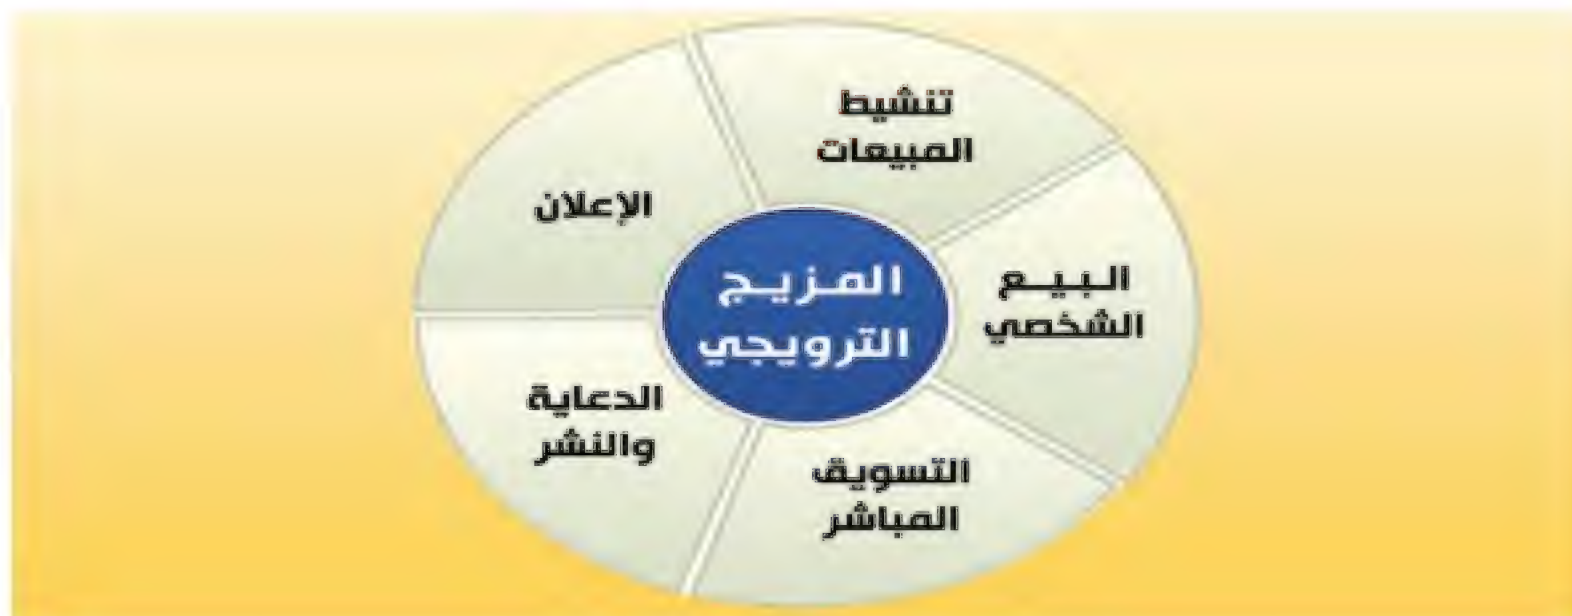 تنشيط
المبيعات
الإعلان
المزيج
الترويجي
البيع
الشخصي
الدعاية
والنشر
التسويق
المباشر